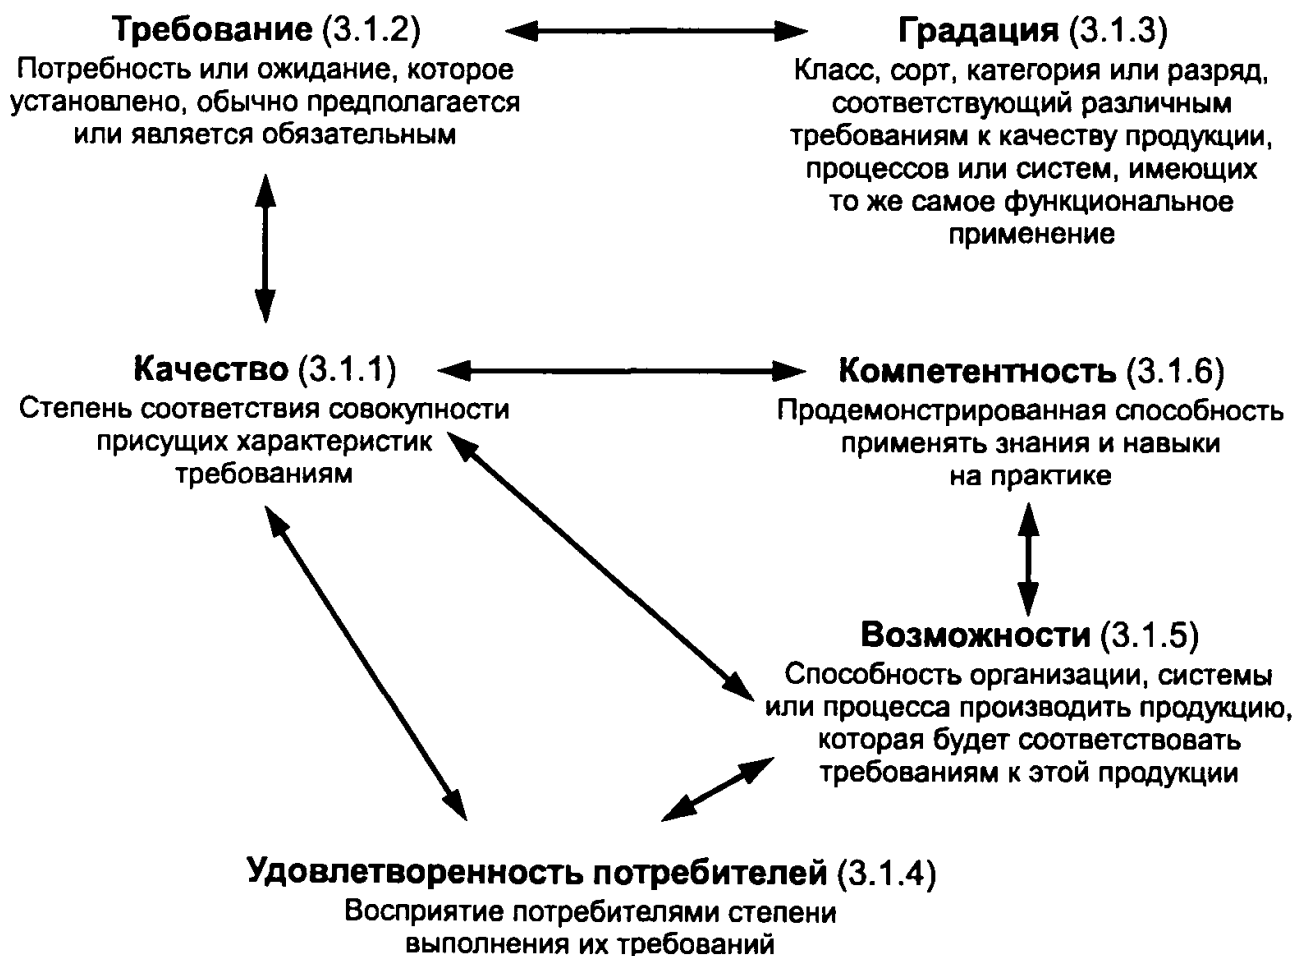 Требование (3.1.2)
Потребность или ожидание, которое
установлено, обычно предполагается
или является обязательным
Градация (3.1.3)
Класс, сорт, категория или разряд,
соответствующий различным
требованиям к качеству продукции,
процессов или систем, имеющих
то же самое функциональное
применение
Качество (3.1.1)
Степень соответствия совокупности
присущих характеристик
требованиям
Компетентность (3.1.6)
Продемонстрированная способность
применять знания и навыки
на практике
Возможности (3.1.5)
Способность организации, системы
или процесса производить продукцию,
которая будет соответствовать
требованиям к этой продукции
Удовлетворенность потребителей (3.1.4)
Восприятие потребителями степени
выполнения их требований